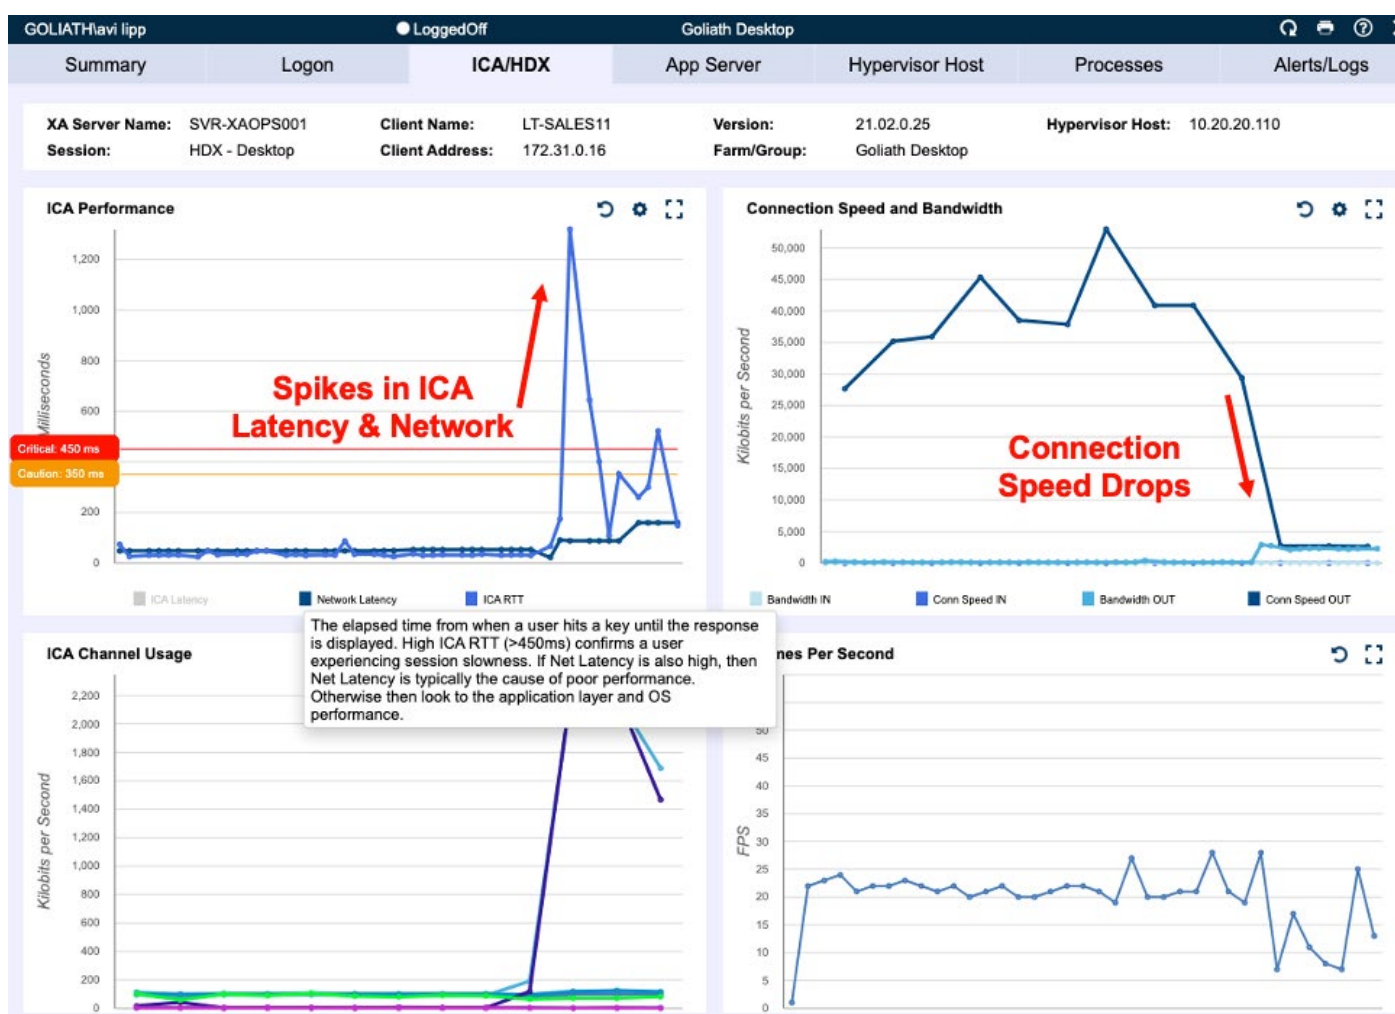 GOLIATH\avi lipp LoggedOff Goliath Desktop
Summary Logon ICA/HDX App Server Hypervisor Host Processes Alerts/Logs
XA Server Name: SVR-XAOPS001 Client Name: LT-SALES11 Version: 21.02.0.25 Hypervisor Host: 10.20.20.110
Session: HDX - Desktop Client Address: 172.31.0.16 Farm/Group: Goliath Desktop
ICA Performance
1,200
1,000
800
600
200
0
Milliseconds
Critical: 450 ms
Caution: 350 ms
Spikes in ICA
Latency & Network
ICA Latency Network Latency ICA RTT
The elapsed time from when a user hits a key until the response
is displayed. High ICA RTT (>450ms) confirms a user
experiencing session slowness. If Net Latency is also high, then
Net Latency is typically the cause of poor performance.
Otherwise then look to the application layer and OS
performance.
Connection Speed and Bandwidth
50,000
45,000
40,000
35,000
30,000
25,000
20,000
15,000
10,000
5,000
0
Kilobits per Second
Connection
Speed Drops
Bandwidth IN Conn Speed IN Bandwidth OUT Conn Speed OUT
ICA Channel Usage
2,200
2,000
1,800
1,600
1,400
1,200
1,000
800
600
400
200
0
Kilobits per Second
mes Per Second
50
45
40
35
30
25
20
15
10
5
0
FPS